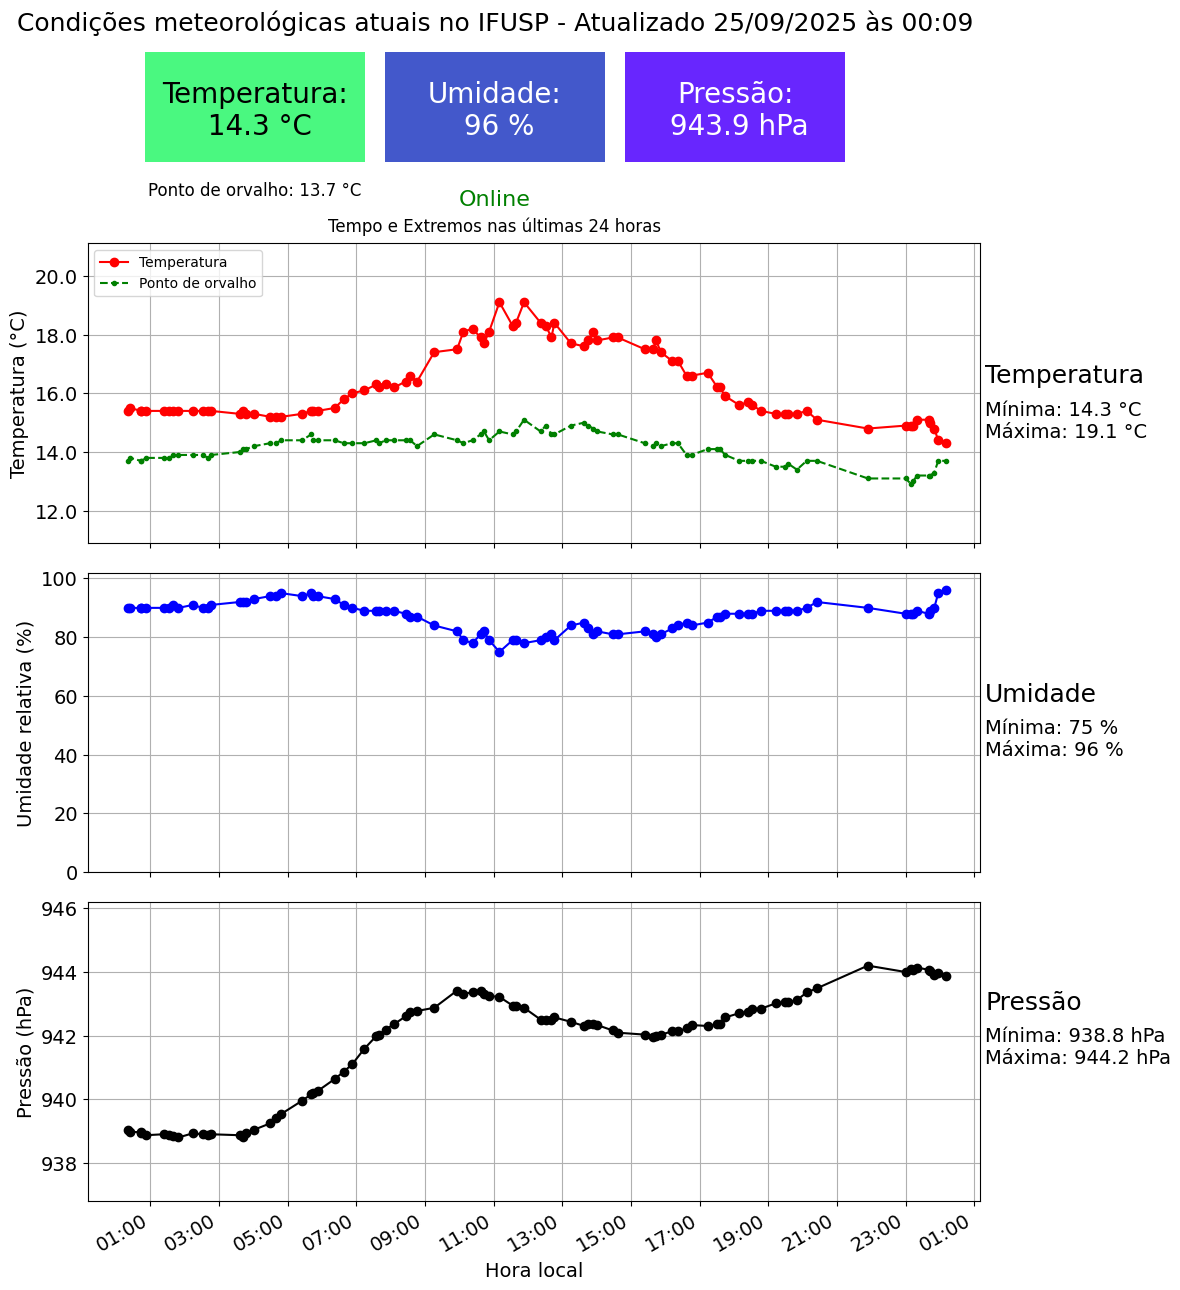 Condições meteorológicas atuais no IFUSP - Atualizado 25/09/2025 às 00:09
Temperatura:
14.3 °C
Umidade:
96 %
Pressão:
943.9 hPa
Ponto de orvalho: 13.7 °C
Online
Tempo e Extremos nas últimas 24 horas
Temperatura
Ponto de orvalho
Temperatura (°C)
20.0
18.0
16.0
14.0
12.0
Temperatura
Mínima: 14.3 °C
Máxima: 19.1 °C
Umidade relativa (%)
100
80
60
40
20
0
Umidade
Mínima: 75 %
Máxima: 96 %
Pressão (hPa)
946
944
942
940
938
Pressão
Mínima: 938.8 hPa
Máxima: 944.2 hPa
01:00
03:00
05:00
07:00
09:00
11:00
13:00
15:00
17:00
19:00
21:00
23:00
01:00
Hora local